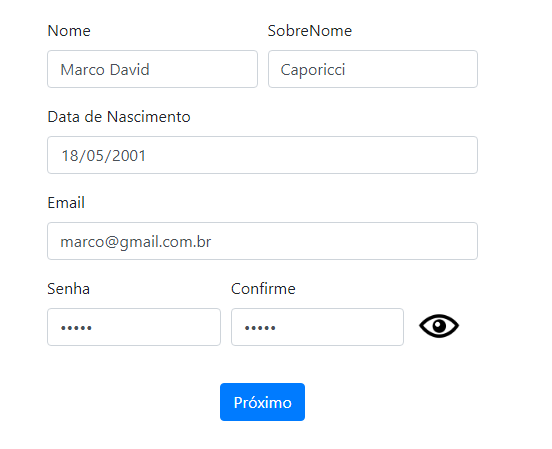 Nome SobreNome
Marco David Caporicci
Data de Nascimento
18/05/2001
Email
marco@gmail.com.br
Senha Confirme
••••• •••••
Próximo